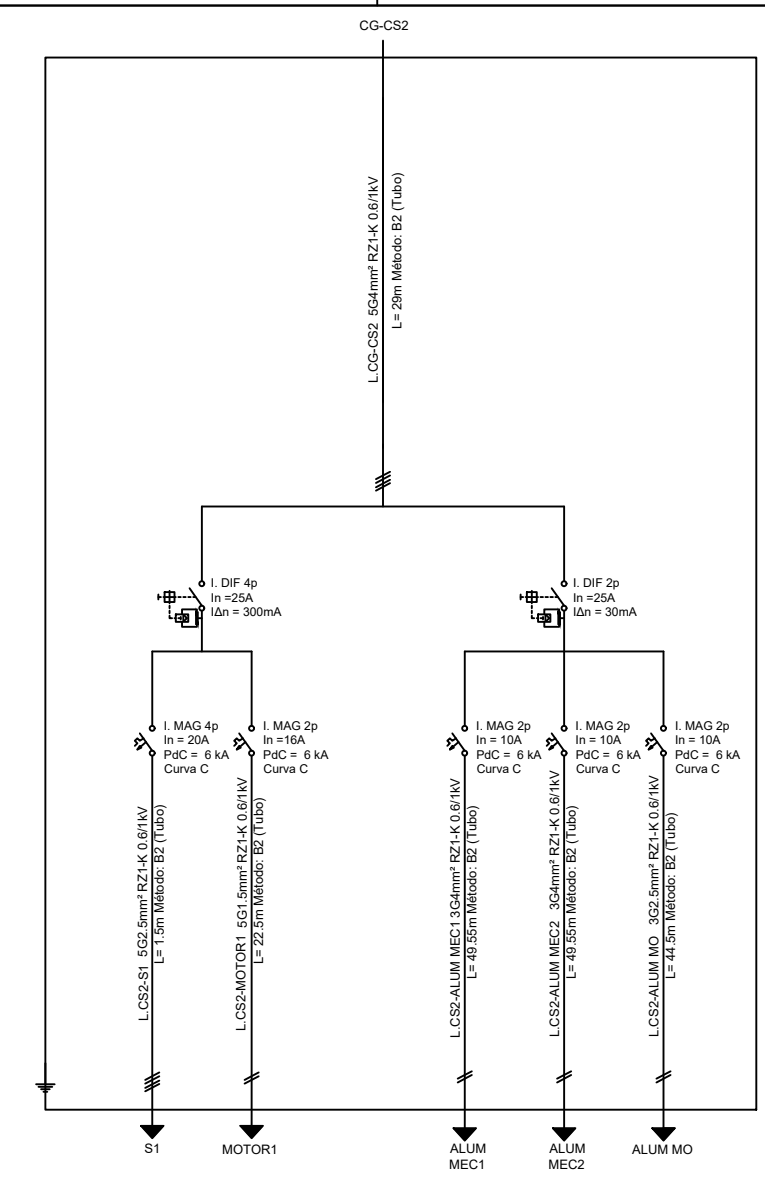 CG-CS2
L.CG-CS2 5G4mm² RZ1-K 0.6/1kV
L= 29m Método: B2 (Tubo)
I. DIF 4p
In =25A
IΔn = 300mA
I. DIF 2p
In =25A
IΔn = 30mA
I. MAG 4p
In = 20A
PdC = 6 kA
Curva C
I. MAG 2p
In =16A
PdC = 6 kA
Curva C
I. MAG 2p
In = 10A
PdC = 6 kA
Curva C
I. MAG 2p
In = 10A
PdC = 6 kA
Curva C
I. MAG 2p
In = 10A
PdC = 6 kA
Curva C
L.CS2-S1 5G2.5mm² RZ1-K 0.6/1kV
L= 1.5m Método: B2 (Tubo)
L.CS2-MOTOR1 5G1.5mm² RZ1-K 0.6/1kV
L= 22.5m Método: B2 (Tubo)
L.CS2-ALUM MEC1 3G4mm² RZ1-K 0.6/1kV
L= 49.55m Método: B2 (Tubo)
L.CS2-ALUM MEC2 3G4mm² RZ1-K 0.6/1kV
L= 49.55m Método: B2 (Tubo)
L.CS2-ALUM MO 3G2.5mm² RZ1-K 0.6/1kV
L= 44.5m Método: B2 (Tubo)
S1
MOTOR1
ALUM
MEC1
ALUM
MEC2
ALUM MO